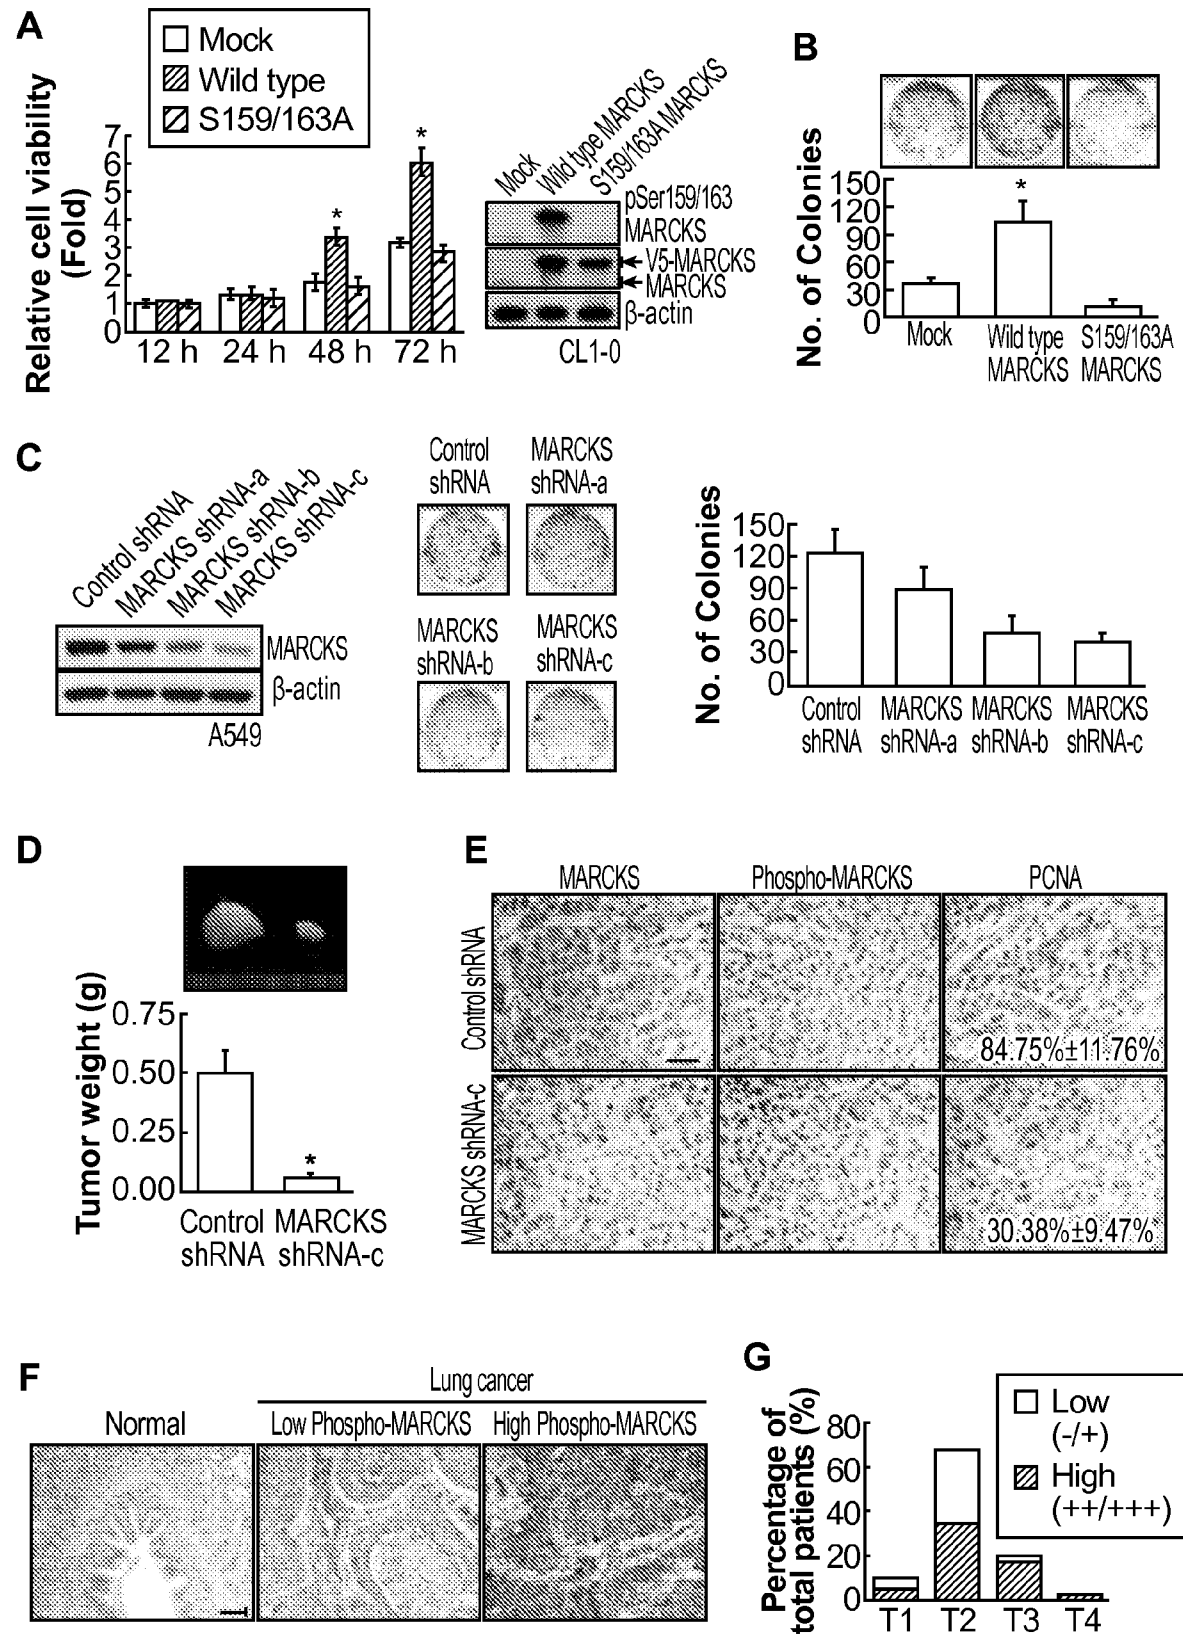 A
Mock
Wild type
S159/163A
Relative cell viability
(Fold)
7
6
5
4
3
2
1
0
*
*
12 h 24 h 48 h 72 h
Mock
Wild type MARCKS
S159/163A MARCKS
pSer159/163
MARCKS
V5-MARCKS
MARCKS
β-actin
CL1-0
B
No. of Colonies
150
120
90
60
30
0
*
Mock
Wild type
MARCKS
S159/163A
MARCKS
C
Control shRNA
MARCKS shRNA-a
MARCKS shRNA-b
MARCKS shRNA-c
MARCKS
β-actin
A549
Control
shRNA
MARCKS
shRNA-a
MARCKS
shRNA-b
MARCKS
shRNA-c
No. of Colonies
150
120
90
60
30
0
Control
shRNA
MARCKS
shRNA-a
MARCKS
shRNA-b
MARCKS
shRNA-c
D
Tumor weight (g)
0.75
0.50
0.25
0.00
*
Control
shRNA
MARCKS
shRNA-c
E
MARCKS
Phospho-MARCKS
PCNA
Control shRNA
84.75%±11.76%
MARCKS shRNA-c
30.38%±9.47%
F
Lung cancer
Normal
Low Phospho-MARCKS
High Phospho-MARCKS
G
Low
(-/+)
High
(++/+++)
Percentage of
total patients (%)
80
60
40
20
0
T1 T2 T3 T4